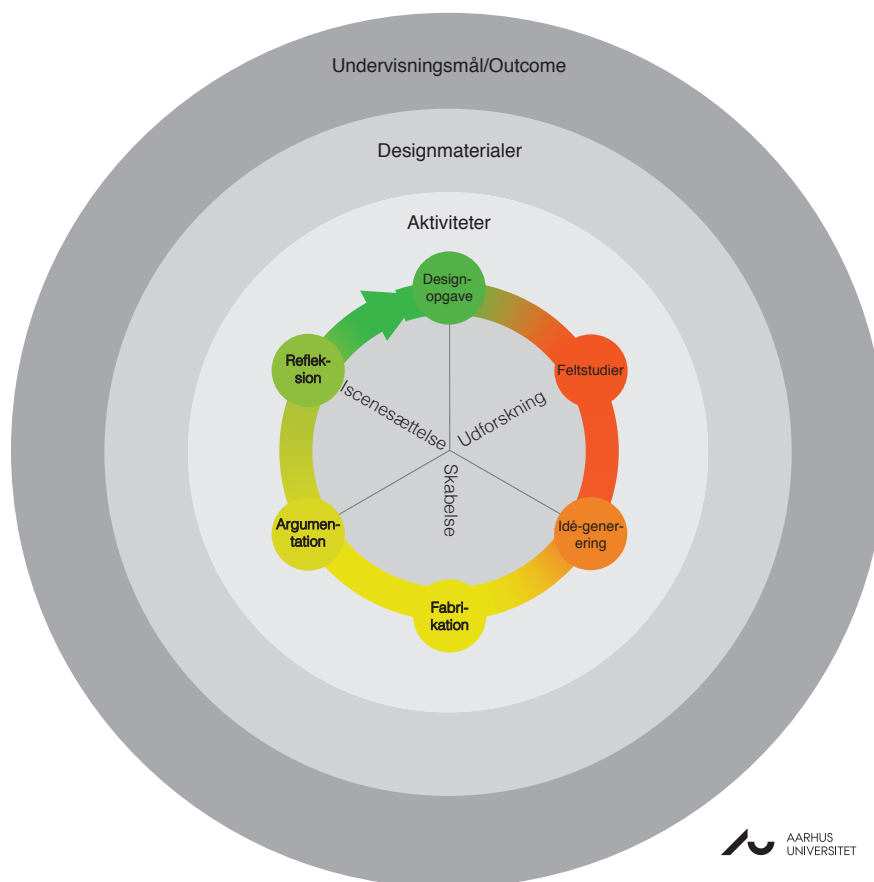 Undervisningsmål/Outcome
Designmaterialer
Aktiviteter
Design-
opgave
Reflek-
sion
Feltstudier
Iscenesættelse
Udforskning
Skabelse
Argumen-
tation
Idé-gener-
ering
Fabri-
kation
AARHUS
UNIVERSITET